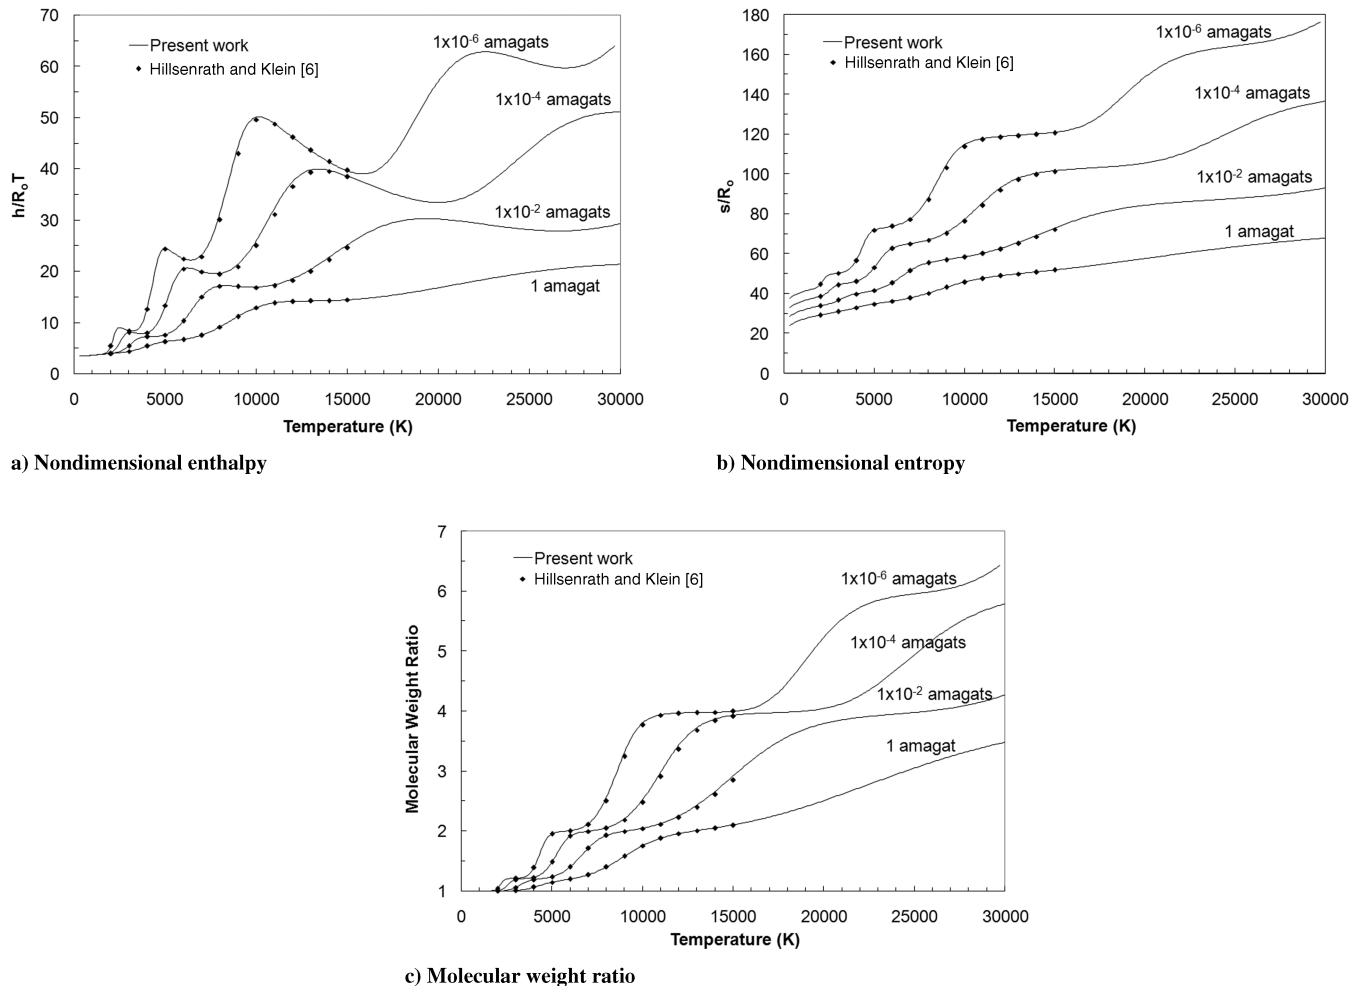 70
60
50
40
30
20
10
0
h/RoT
Present work
Hillsenrath and Klein [6]
1x10-6 amagats
1x10-4 amagats
1x10-2 amagats
1 amagat
0 5000 10000 15000 20000 25000 30000
Temperature (K)
a) Nondimensional enthalpy
180
160
140
120
100
80
60
40
20
0
s/Ro
Present work
Hillsenrath and Klein [6]
1x10-6 amagats
1x10-4 amagats
1x10-2 amagats
1 amagat
0 5000 10000 15000 20000 25000 30000
Temperature (K)
b) Nondimensional entropy
7
6
5
4
3
2
1
Molecular Weight Ratio
Present work
Hillsenrath and Klein [6]
1x10-6 amagats
1x10-4 amagats
1x10-2 amagats
1 amagat
0 5000 10000 15000 20000 25000 30000
Temperature (K)
c) Molecular weight ratio